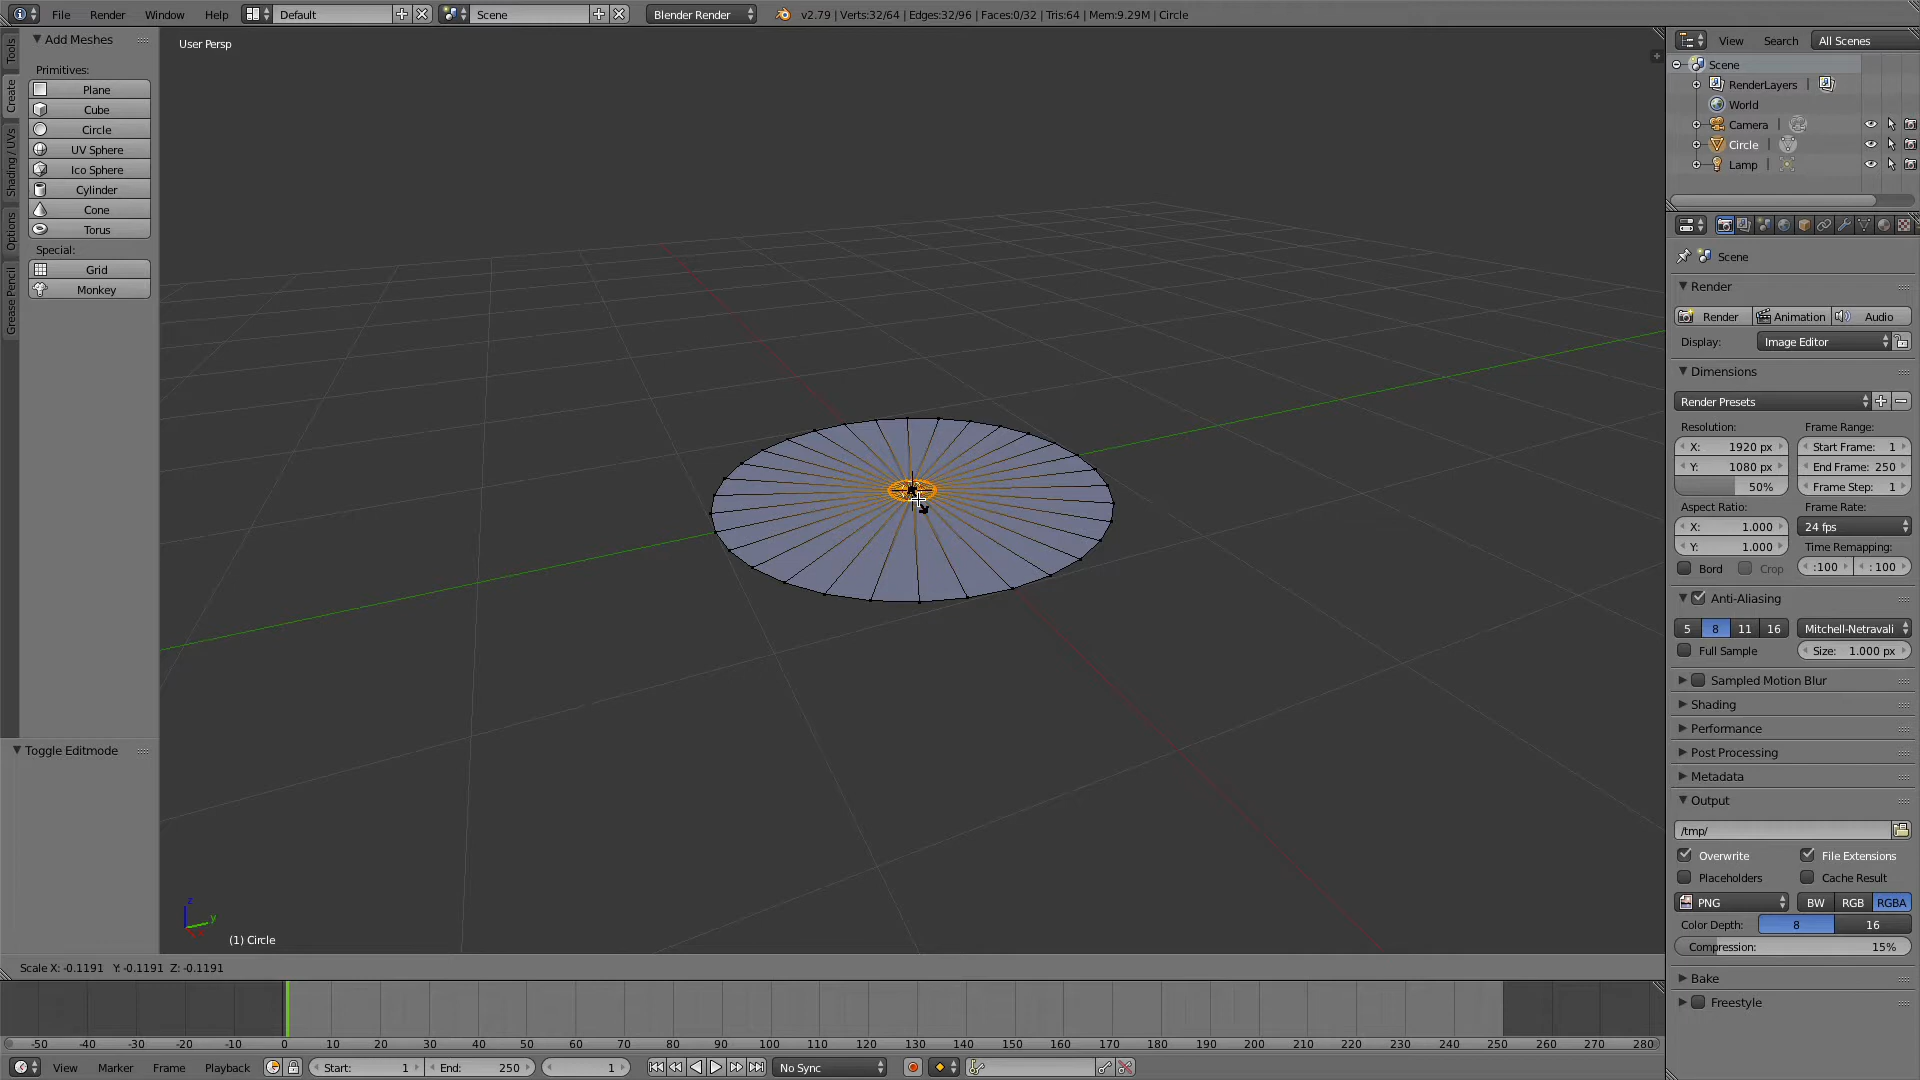 File Render Window Help Default Scene Blender Render v2.79 | Verts:32/64 | Edges:32/96 | Faces:0/32 | Tris:64 | Mem:9.29M | Circle
Tools
Create
Shading / UVs
Options
Grease Pencil
Add Meshes
Primitives:
Plane
Cube
Circle
UV Sphere
Ico Sphere
Cylinder
Cone
Torus
Special:
Grid
Monkey
Toggle Editmode
User Persp
z
y
x
(1) Circle
Scale X: -0.1191 Y: -0.1191 Z: -0.1191
View Search All Scenes
Scene
RenderLayers |
World
Camera |
Circle |
Lamp |
Scene
Render
Render Animation Audio
Display: Image Editor
Dimensions
Render Presets
Resolution: Frame Range:
X: 1920 px Start Frame: 1
Y: 1080 px End Frame: 250
50% Frame Step: 1
Aspect Ratio: Frame Rate:
X: 1.000 24 fps
Y: 1.000 Time Remapping:
Bord Crop :100 : 100
Anti-Aliasing
5 8 11 16 Mitchell-Netravali
Full Sample Size: 1.000 px
Sampled Motion Blur
Shading
Performance
Post Processing
Metadata
Output
/tmp/
Overwrite File Extensions
Placeholders Cache Result
PNG BW RGB RGBA
Color Depth: 8 16
Compression: 15%
Bake
Freestyle
-50 -40 -30 -20 -10 0 10 20 30 40 50 60 70 80 90 100 110 120 130 140 150 160 170 180 190 200 210 220 230 240 250 260 270 280
View Marker Frame Playback Start: 1 End: 250 1 No Sync